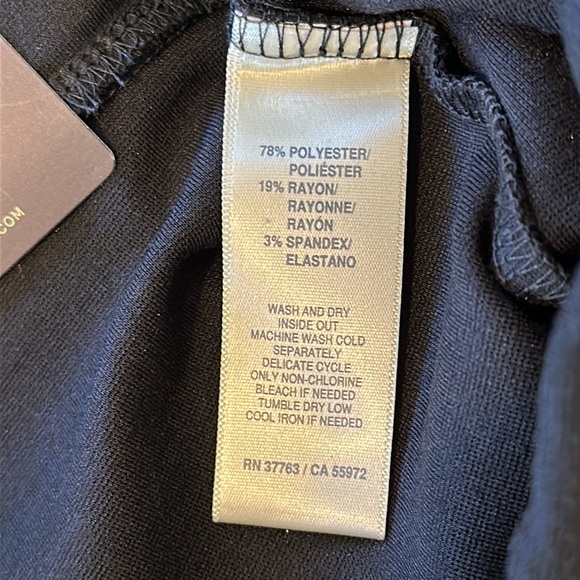 78% POLYESTER/
POLIÉSTER
19% RAYON/
RAYONNE/
RAYÓN
3% SPANDEX/
ELASTANO
WASH AND DRY
INSIDE OUT
MACHINE WASH COLD
SEPARATELY
DELICATE CYCLE
ONLY NON-CHLORINE
BLEACH IF NEEDED
TUMBLE DRY LOW
COOL IRON IF NEEDED
RN 37763 / CA 55972
.COM